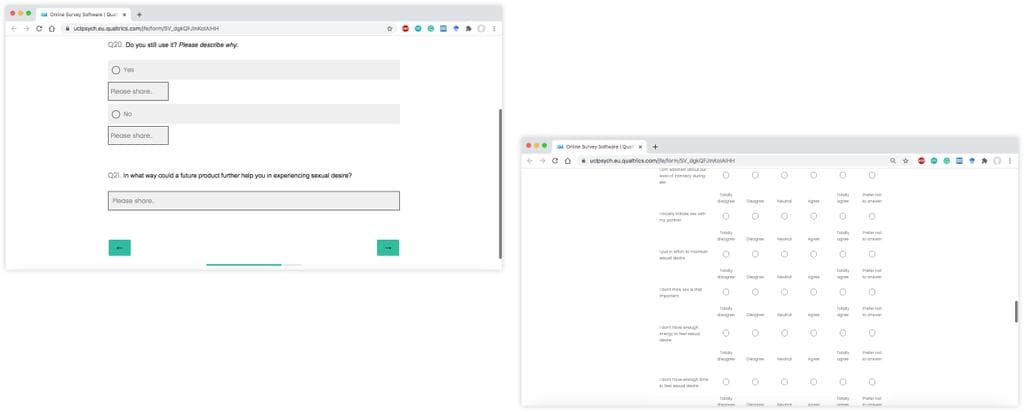 Online Survey Software | Qual
uclpsych.eu.qualtrics.com/jfe/form/SV_dgkQFJnKolAIHH
Q20. Do you still use it? Please describe why.
Yes
Please share..
No
Please share..
Q21. In what way could a future product further help you in experiencing sexual desire?
Please share..
←
→
Online Survey Software | Qual
uclpsych.eu.qualtrics.com/jfe/form/SV_dgkQFJnKolAIHH
I am satisfied about our
level of intimacy during
sex
Totally disagree Disagree Neutral Agree Totally agree Prefer not to answer
I mostly initiate sex with
my partner
Totally disagree Disagree Neutral Agree Totally agree Prefer not to answer
I put in effort to maintain
sexual desire
Totally disagree Disagree Neutral Agree Totally agree Prefer not to answer
I don't think sex is that
important
Totally disagree Disagree Neutral Agree Totally agree Prefer not to answer
I don't have enough
energy to feel sexual
desire
Totally disagree Disagree Neutral Agree Totally agree Prefer not to answer
I don't have enough time
to feel sexual desire
Totally disagree Disagree Neutral Agree Totally agree Prefer not to answer